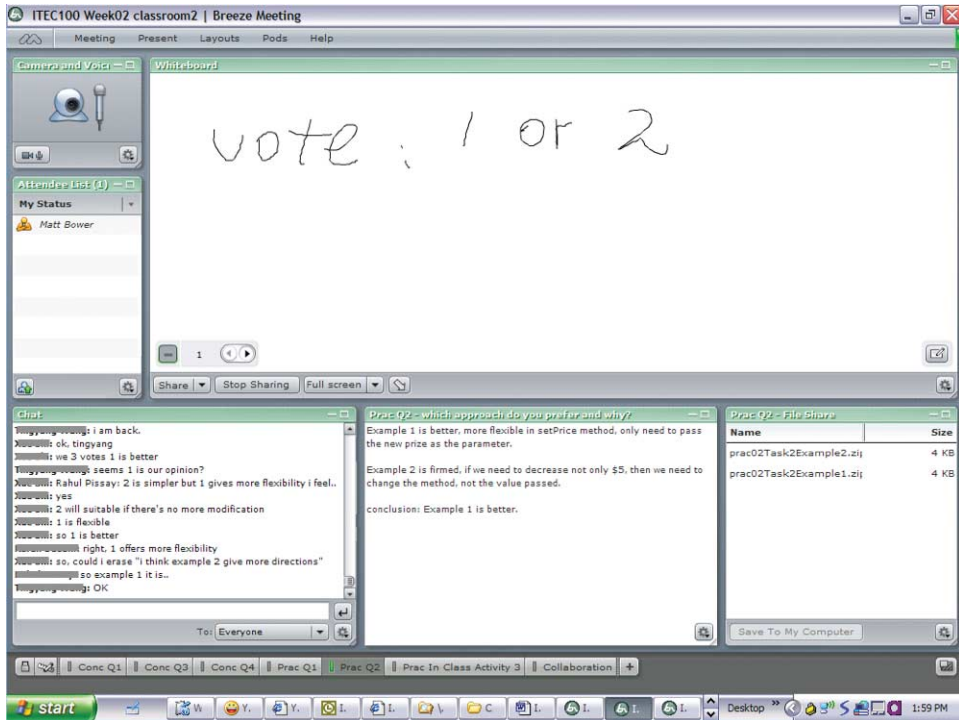 ITEC100 Week02 classroom2 | Breeze Meeting
Meeting Present Layouts Pods Help
Camera and Voice
Whiteboard
vote : 1 or 2
Attendee List (1)
My Status
Matt Bower
1
Share Stop Sharing Full screen
Chat
i am back.
ok, tingyang
we 3 votes 1 is better
seems 1 is our opinion?
Rahul Pissay: 2 is simpler but 1 gives more flexibility i feel..
yes
2 will suitable if there's no more modification
1 is flexible
so 1 is better
right, 1 offers more flexibility
so, could i erase "i think example 2 give more directions"
so example 1 it is..
OK
To: Everyone
Prac Q2 - which approach do you prefer and why?
Example 1 is better, more flexible in setPrice method, only need to pass
the new prize as the parameter.
Example 2 is firmed, if we need to decrease not only $5, then we need to
change the method, not the value passed.
conclusion: Example 1 is better.
Prac Q2 - File Share
Name Size
prac02Task2Example2.zip 4 KB
prac02Task2Example1.zip 4 KB
Save To My Computer
Conc Q1 Conc Q3 Conc Q4 Prac Q1 Prac Q2 Prac In Class Activity 3 Collaboration +
start W Y. Y. I. I. \ C I. I. I. I. Desktop 1:59 PM